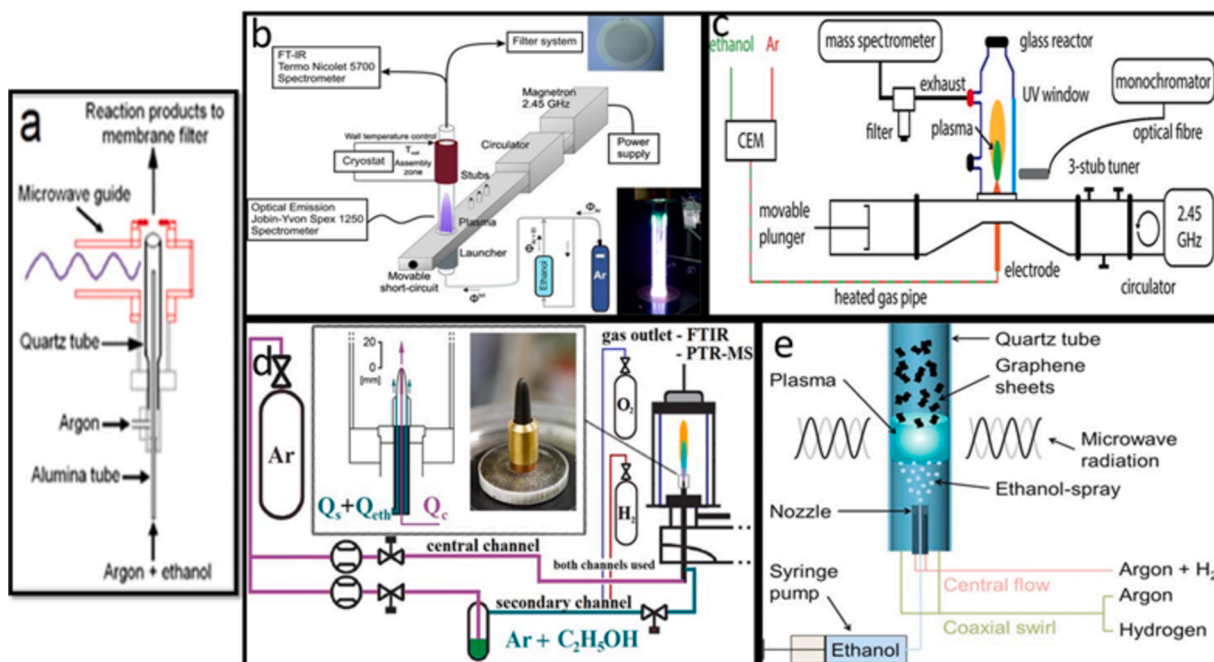 a
Reaction products to
membrane filter
Microwave guide
Quartz tube
Argon
Alumina tube
Argon + ethanol
b
FT-IR
Termo Nicolet 5700
Spectrometer
Filter system
Magnetron
2.45 GHz
Wall temperature control
Cryostat
T wall
Assembly
zone
Circulator
Power
supply
Stubs
Optical Emission
Jobin-Yvon Spex 1250
Spectrometer
Plasma
Launcher
Movable
short-circuit
Ethanol
Ar
c
ethanol
Ar
mass spectrometer
glass reactor
exhaust
UV window
monochromator
filter
plasma
optical fibre
CEM
3-stub tuner
movable
plunger
2.45
GHz
electrode
heated gas pipe
circulator
d
20
0
[mm]
gas outlet - FTIR
- PTR-MS
O2
Ar
H2
Qs+Qeth
Qc
central channel
both channels used
secondary channel
Ar + C2H5OH
e
Quartz tube
Graphene
sheets
Plasma
Microwave
radiation
Ethanol-spray
Nozzle
Central flow
Argon + H2
Argon
Syringe
pump
Coaxial swirl
Hydrogen
Ethanol